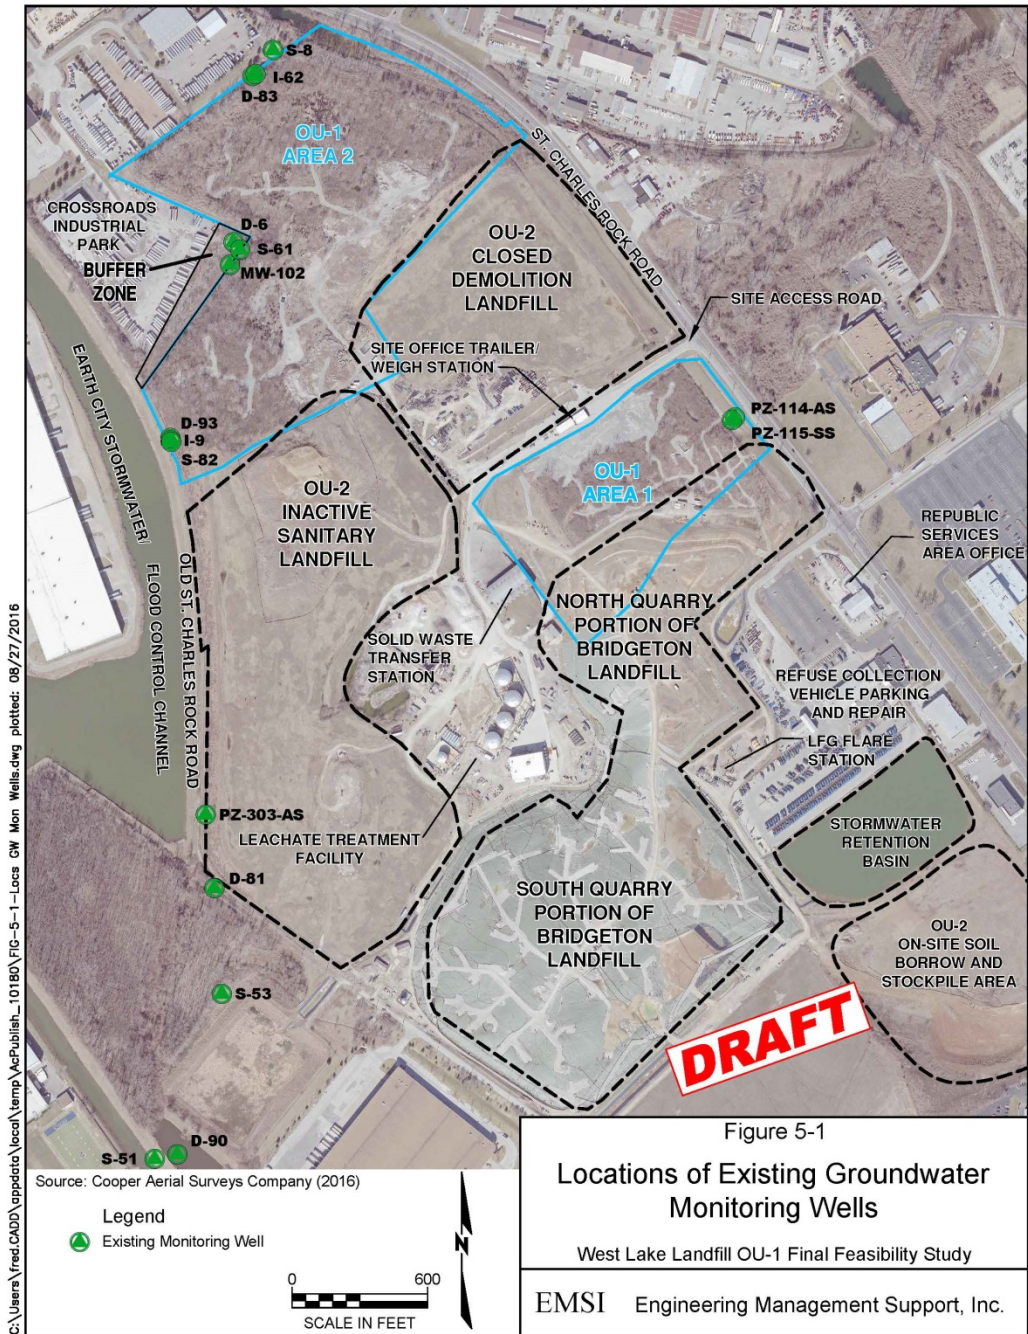 S-8
I-62
D-83
OU-1
AREA 2
ST. CHARLES ROCK ROAD
CROSSROADS
INDUSTRIAL
PARK
BUFFER
ZONE
D-6
S-61
MW-102
OU-2
CLOSED
DEMOLITION
LANDFILL
SITE ACCESS ROAD
SITE OFFICE TRAILER/
WEIGH STATION
EARTH CITY STORMWATER/
FLOOD CONTROL CHANNEL
OLD ST. CHARLES ROCK ROAD
D-93
I-9
S-82
PZ-114-AS
PZ-115-SS
OU-1
AREA 1
OU-2
INACTIVE
SANITARY
LANDFILL
REPUBLIC
SERVICES
AREA OFFICE
NORTH QUARRY
PORTION OF
BRIDGETON
LANDFILL
SOLID WASTE
TRANSFER
STATION
REFUSE COLLECTION
VEHICLE PARKING
AND REPAIR
LFG FLARE
STATION
PZ-303-AS
LEACHATE TREATMENT
FACILITY
STORMWATER
RETENTION
BASIN
D-81
SOUTH QUARRY
PORTION OF
BRIDGETON
LANDFILL
OU-2
ON-SITE SOIL
BORROW AND
STOCKPILE AREA
S-53
DRAFT
D-90
S-51
C:\Users\fred.CADD\appdata\local\temp\AcPublish_10180\FIG-5-1-Locs GW Mon Wells.dwg plotted: 08/27/2016
Source: Cooper Aerial Surveys Company (2016)
Legend
Existing Monitoring Well
0 600
SCALE IN FEET
N
Figure 5-1
Locations of Existing Groundwater
Monitoring Wells
West Lake Landfill OU-1 Final Feasibility Study
EMSI Engineering Management Support, Inc.